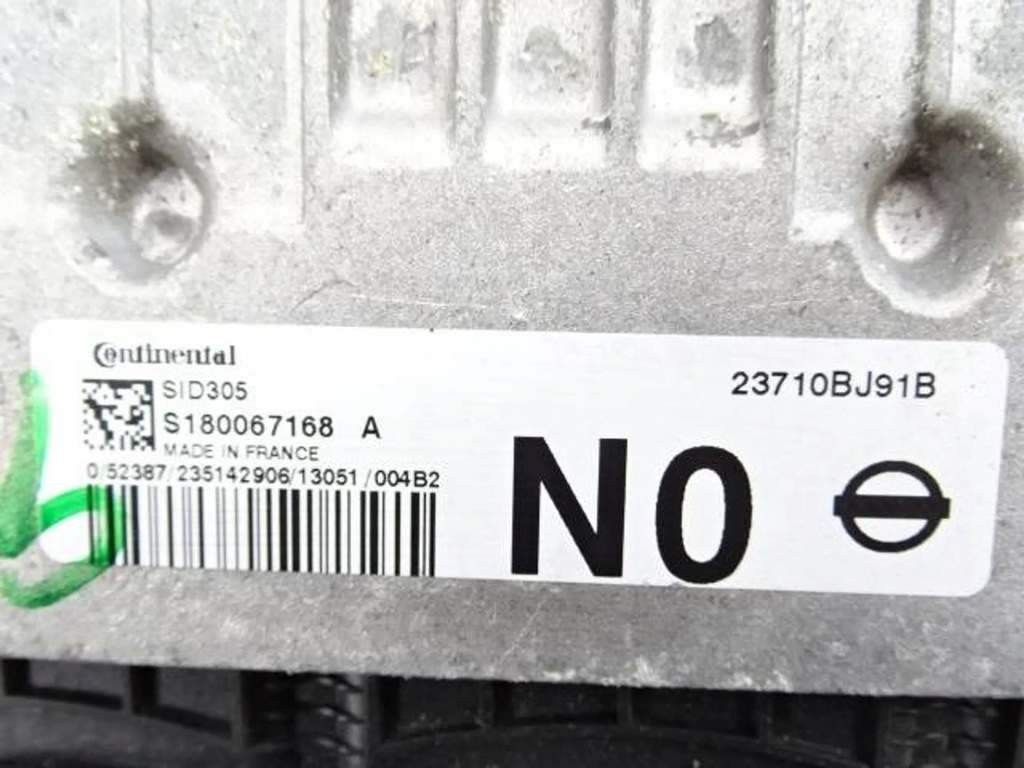 Continental
SID305
23710BJ91B
S180067168 A
MADE IN FRANCE
0/52387/235142906/13051/004B2
N0